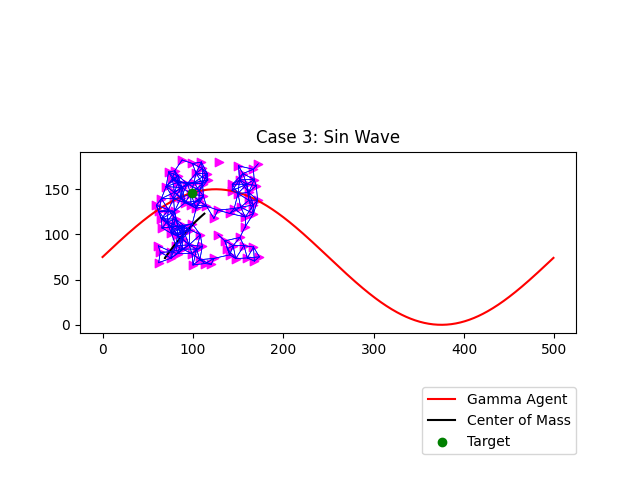 Case 3: Sin Wave
150
100
50
0
0 100 200 300 400 500
Gamma Agent
Center of Mass
Target